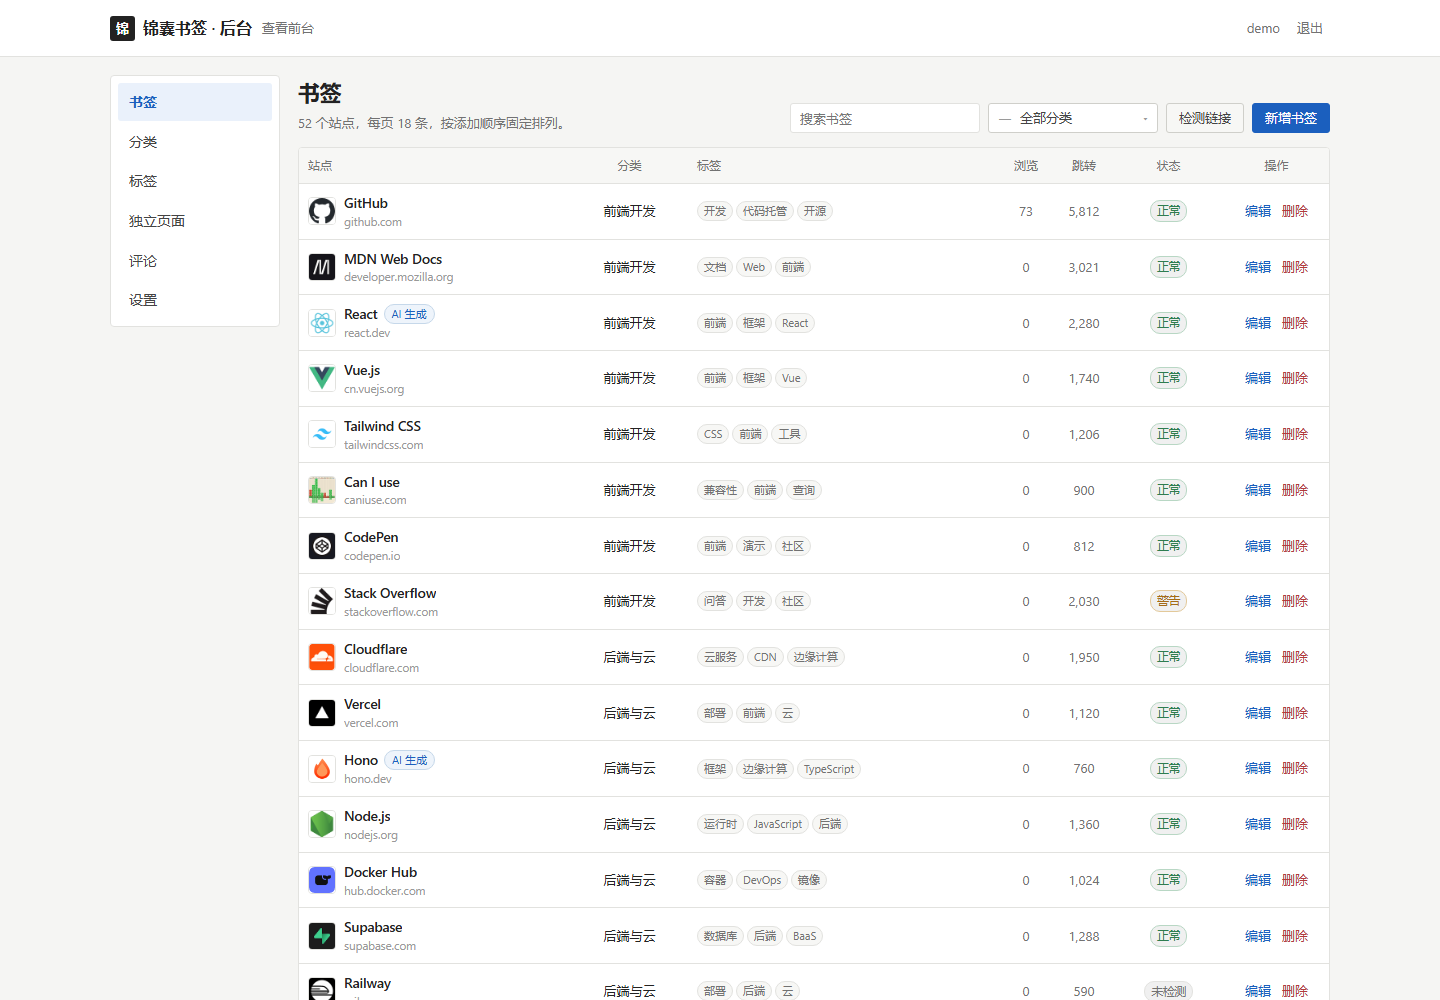 锦 锦囊书签 · 后台 查看前台 demo 退出
书签
分类
标签
独立页面
评论
设置
书签
52 个站点，每页 18 条，按添加顺序固定排列。
搜索书签 — 全部分类 检测链接 新增书签
站点 分类 标签 浏览 跳转 状态 操作
GitHub
github.com
前端开发 开发 代码托管 开源 73 5,812 正常 编辑 删除
MDN Web Docs
developer.mozilla.org
前端开发 文档 Web 前端 0 3,021 正常 编辑 删除
React AI 生成
react.dev
前端开发 前端 框架 React 0 2,280 正常 编辑 删除
Vue.js
cn.vuejs.org
前端开发 前端 框架 Vue 0 1,740 正常 编辑 删除
Tailwind CSS
tailwindcss.com
前端开发 CSS 前端 工具 0 1,206 正常 编辑 删除
Can I use
caniuse.com
前端开发 兼容性 前端 查询 0 900 正常 编辑 删除
CodePen
codepen.io
前端开发 前端 演示 社区 0 812 正常 编辑 删除
Stack Overflow
stackoverflow.com
前端开发 问答 开发 社区 0 2,030 警告 编辑 删除
Cloudflare
cloudflare.com
后端与云 云服务 CDN 边缘计算 0 1,950 正常 编辑 删除
Vercel
vercel.com
后端与云 部署 前端 云 0 1,120 正常 编辑 删除
Hono AI 生成
hono.dev
后端与云 框架 边缘计算 TypeScript 0 760 正常 编辑 删除
Node.js
nodejs.org
后端与云 运行时 JavaScript 后端 0 1,360 正常 编辑 删除
Docker Hub
hub.docker.com
后端与云 容器 DevOps 镜像 0 1,024 正常 编辑 删除
Supabase
supabase.com
后端与云 数据库 后端 BaaS 0 1,288 正常 编辑 删除
Railway
后端与云 部署 后端 云 0 590 未检测 编辑 删除